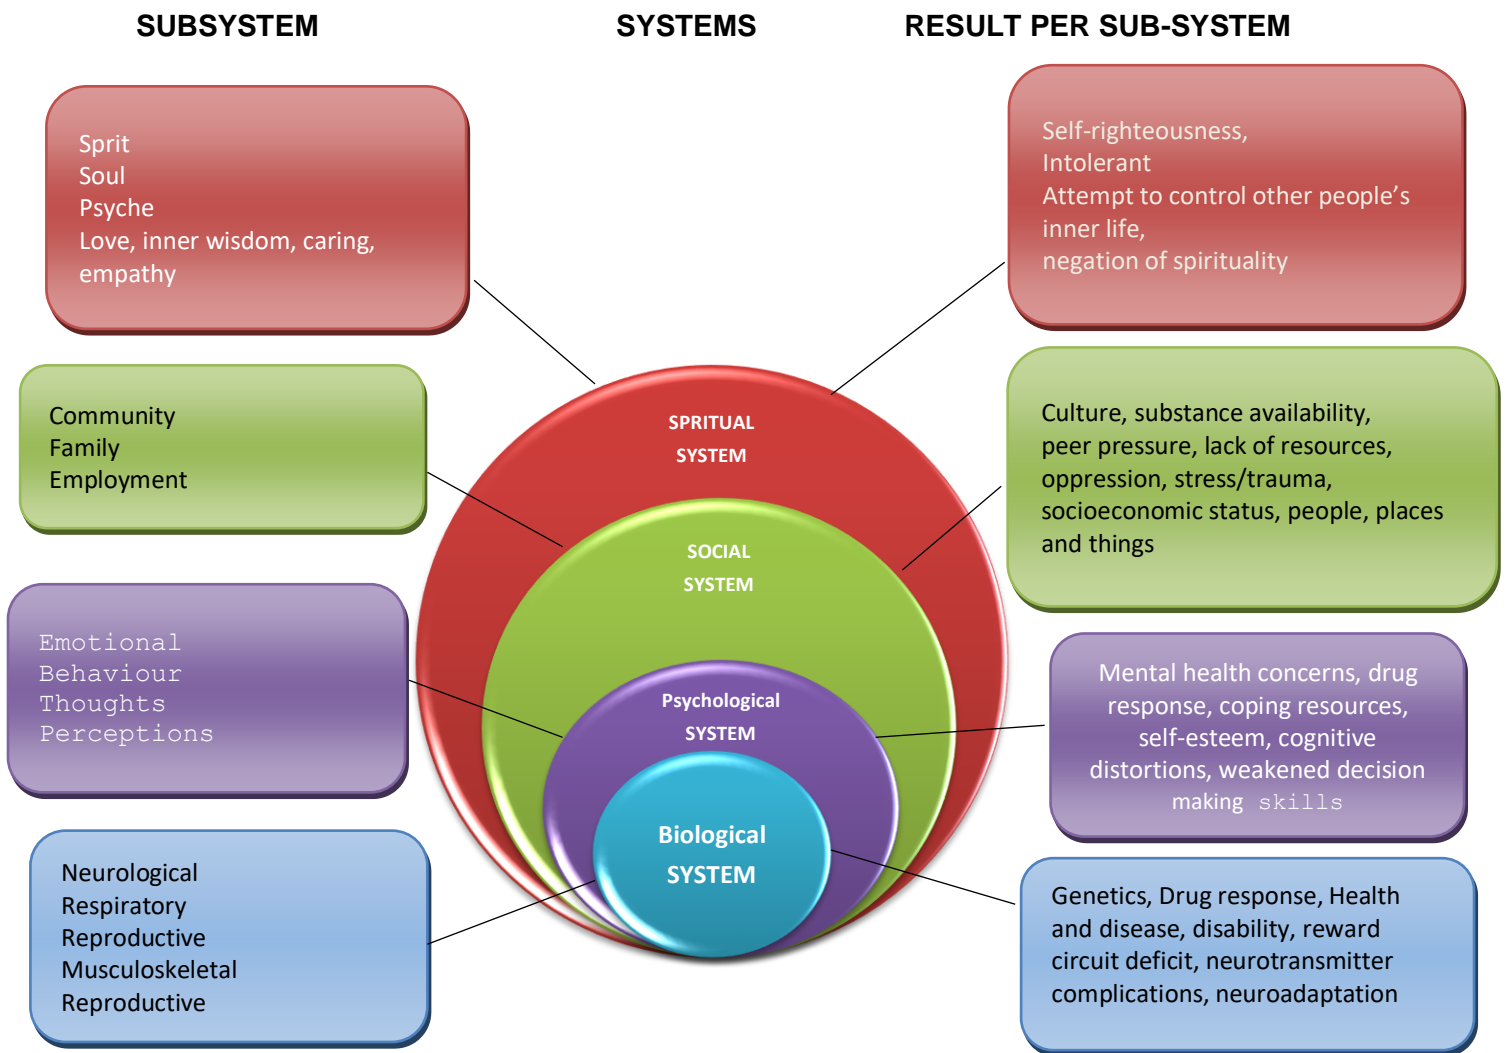 SUBSYSTEM
SYSTEMS
RESULT PER SUB-SYSTEM
Sprit
Soul
Psyche
Love, inner wisdom, caring,
empathy
Self-righteousness,
Intolerant
Attempt to control other people’s
inner life,
negation of spirituality
SPRITUAL
SYSTEM
Community
Family
Employment
Culture, substance availability,
peer pressure, lack of resources,
oppression, stress/trauma,
socioeconomic status, people, places
and things
SOCIAL
SYSTEM
Emotional
Behaviour
Thoughts
Perceptions
Psychological
SYSTEM
Mental health concerns, drug
response, coping resources,
self-esteem, cognitive
distortions, weakened decision
making skills
Neurological
Respiratory
Reproductive
Musculoskeletal
Reproductive
Biological
SYSTEM
Genetics, Drug response, Health
and disease, disability, reward
circuit deficit, neurotransmitter
complications, neuroadaptation